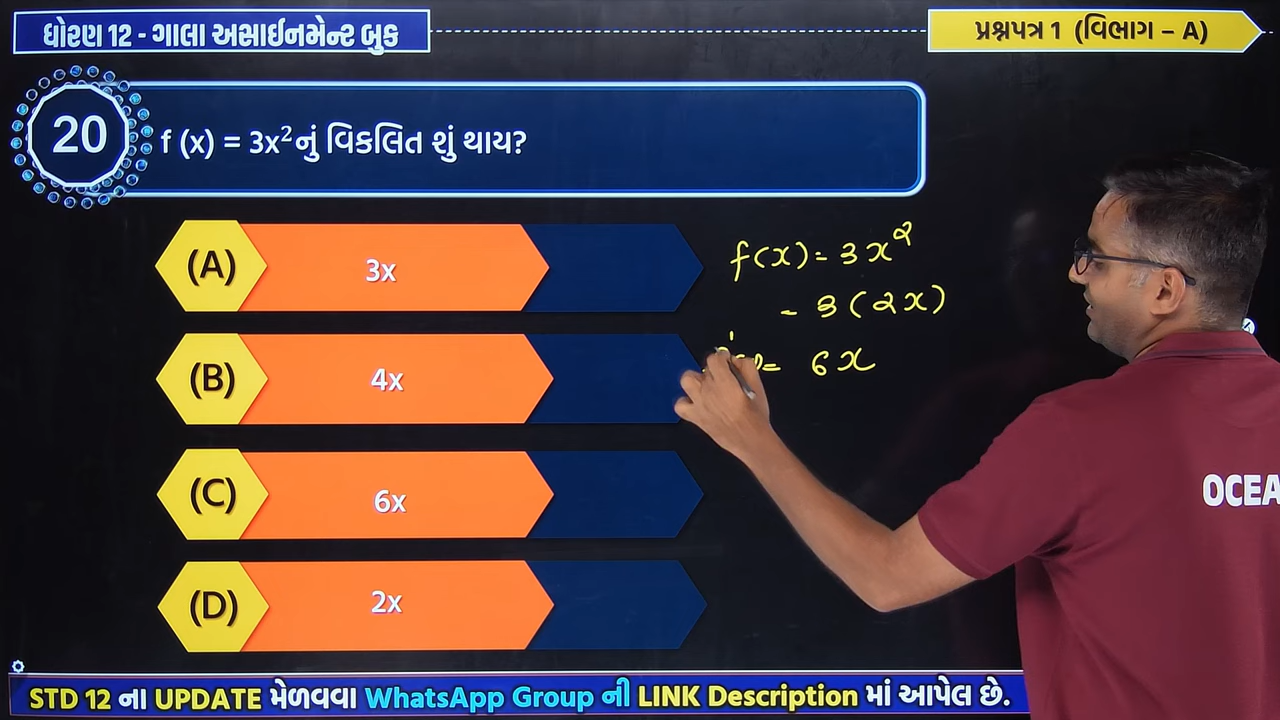 ધોરણ 12 - ગાલા અસાઈનમેન્ટ બુક
પ્રશ્નપત્ર 1 (વિભાગ – A)
20
f (x) = 3x² નું વિકલિત શું થાય?
(A) 3x
(B) 4x
(C) 6x
(D) 2x
f(x) = 3x²
= 3(2x)
= 6x
OCEA
STD 12 ના UPDATE મેળવવા WhatsApp Group ની LINK Description માં આપેલ છે.